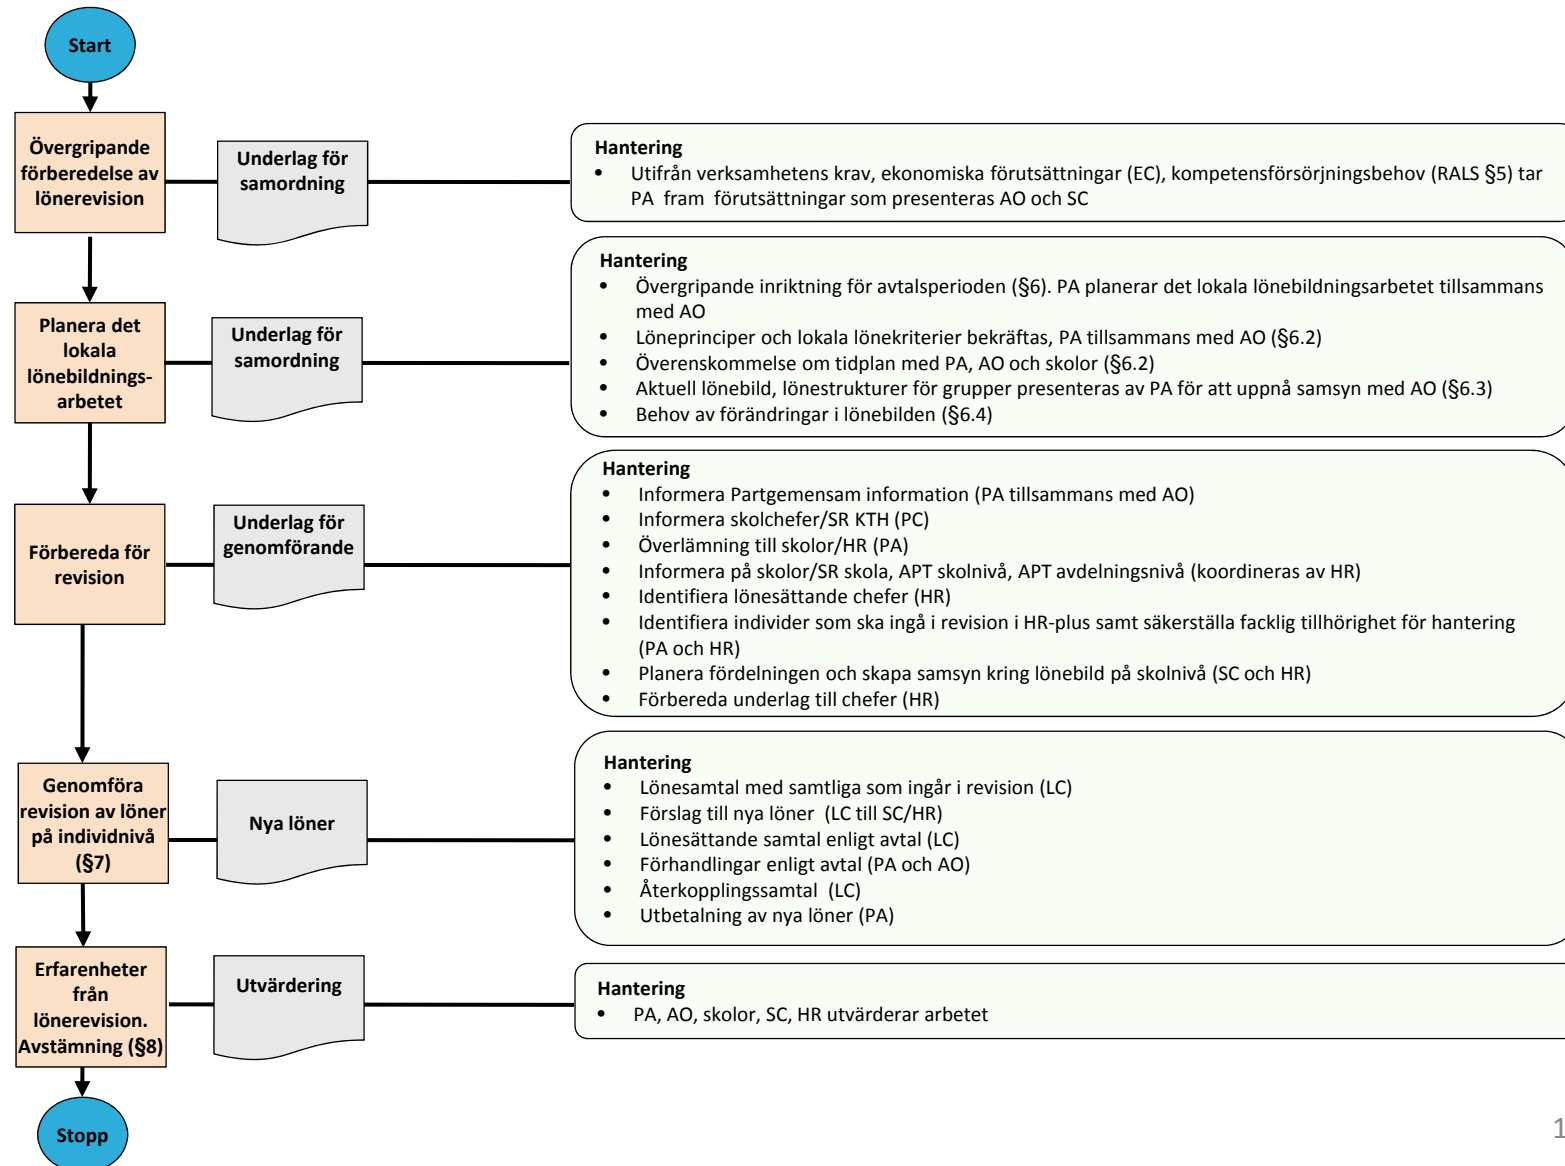 Start
Övergripande
förberedelse av
lönerevision
Underlag för
samordning
Hantering
• Utifrån verksamhetens krav, ekonomiska förutsättningar (EC), kompetensförsörjningsbehov (RALS §5) tar
PA fram förutsättningar som presenteras AO och SC
Planera det
lokala
lönebildnings-
arbetet
Underlag för
samordning
Hantering
• Övergripande inriktning för avtalsperioden (§6). PA planerar det lokala lönebildningsarbetet tillsammans
med AO
• Löneprinciper och lokala lönekriterier bekräftas, PA tillsammans med AO (§6.2)
• Överenskommelse om tidplan med PA, AO och skolor (§6.2)
• Aktuell lönebild, lönestrukturer för grupper presenteras av PA för att uppnå samsyn med AO (§6.3)
• Behov av förändringar i lönebilden (§6.4)
Förbereda för
revision
Underlag för
genomförande
Hantering
• Informera Partgemensam information (PA tillsammans med AO)
• Informera skolchefer/SR KTH (PC)
• Överlämning till skolor/HR (PA)
• Informera på skolor/SR skola, APT skolnivå, APT avdelningsnivå (koordineras av HR)
• Identifiera lönesättande chefer (HR)
• Identifiera individer som ska ingå i revision i HR-plus samt säkerställa facklig tillhörighet för hantering
(PA och HR)
• Planera fördelningen och skapa samsyn kring lönebild på skolnivå (SC och HR)
• Förbereda underlag till chefer (HR)
Genomföra
revision av löner
på individnivå
(§7)
Nya löner
Hantering
• Lönesamtal med samtliga som ingår i revision (LC)
• Förslag till nya löner (LC till SC/HR)
• Lönesättande samtal enligt avtal (LC)
• Förhandlingar enligt avtal (PA och AO)
• Återkopplingssamtal (LC)
• Utbetalning av nya löner (PA)
Erfarenheter
från
lönerevision.
Avstämning (§8)
Utvärdering
Hantering
• PA, AO, skolor, SC, HR utvärderar arbetet
Stopp
1